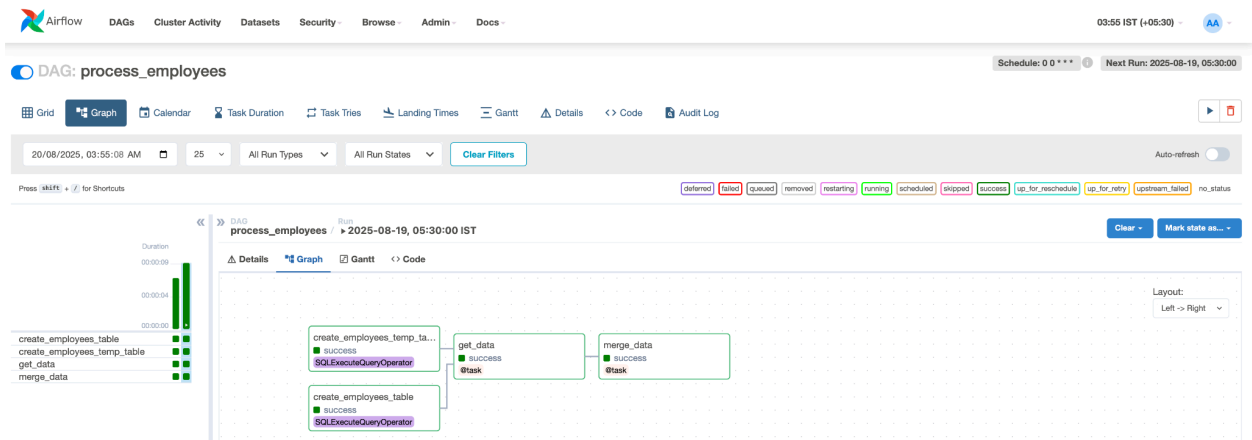 Airflow DAGs Cluster Activity Datasets Security Browse Admin Docs 03:55 IST (+05:30) AA
DAG: process_employees Schedule: 0 0 * * * i Next Run: 2025-08-19, 05:30:00
Grid Graph Calendar Task Duration Task Tries Landing Times Gantt Details <> Code Audit Log
20/08/2025, 03:55:08 AM 25 All Run Types All Run States Clear Filters Auto-refresh
Press shift + / for Shortcuts deferred failed queued removed restarting running scheduled skipped success up_for_reschedule up_for_retry upstream_failed no_status
DAG Run
process_employees / 2025-08-19, 05:30:00 IST Clear Mark state as...
Duration
00:00:09
00:00:04
00:00:00
create_employees_table
create_employees_temp_table
get_data
merge_data
Details Graph Gantt <> Code
Layout:
Left -> Right
create_employees_temp_ta...
success
SQLExecuteQueryOperator
create_employees_table
success
SQLExecuteQueryOperator
get_data
success
@task
merge_data
success
@task